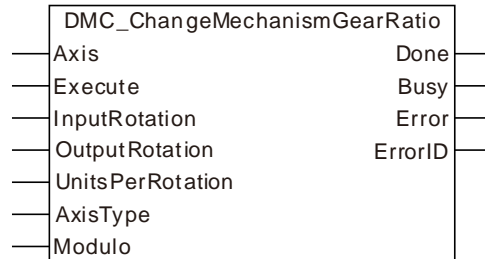 DMC_ChangeMechanismGearRatio
Axis Done
Execute Busy
InputRotation Error
OutputRotation ErrorID
UnitsPerRotation
AxisType
Modulo